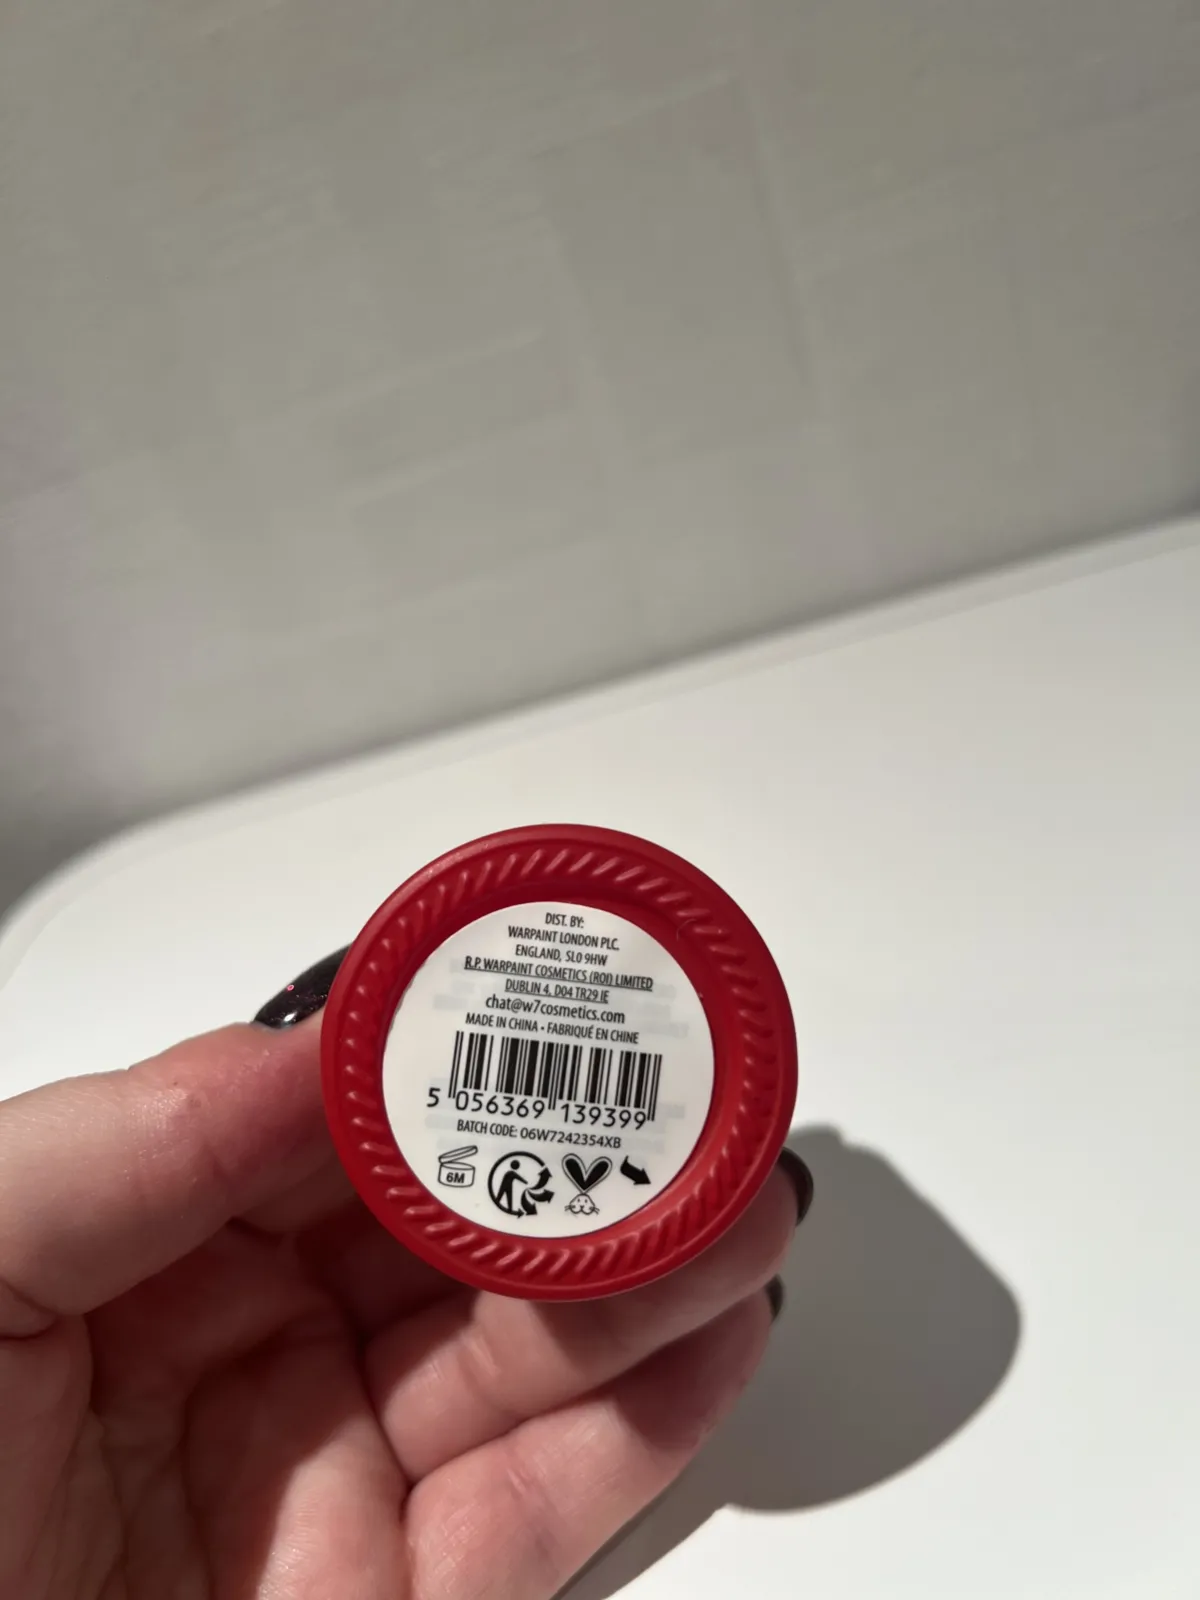 DIST. BY:
WARPAINT LONDON PLC.
ENGLAND, SL0 9HW
R.P. WARPAINT COSMETICS (ROI) LIMITED
DUBLIN 4, D04 TR29 IE
chat@w7cosmetics.com
MADE IN CHINA • FABRIQUÉ EN CHINE
5 056369 139399
BATCH CODE: 06W7242354XB
6M